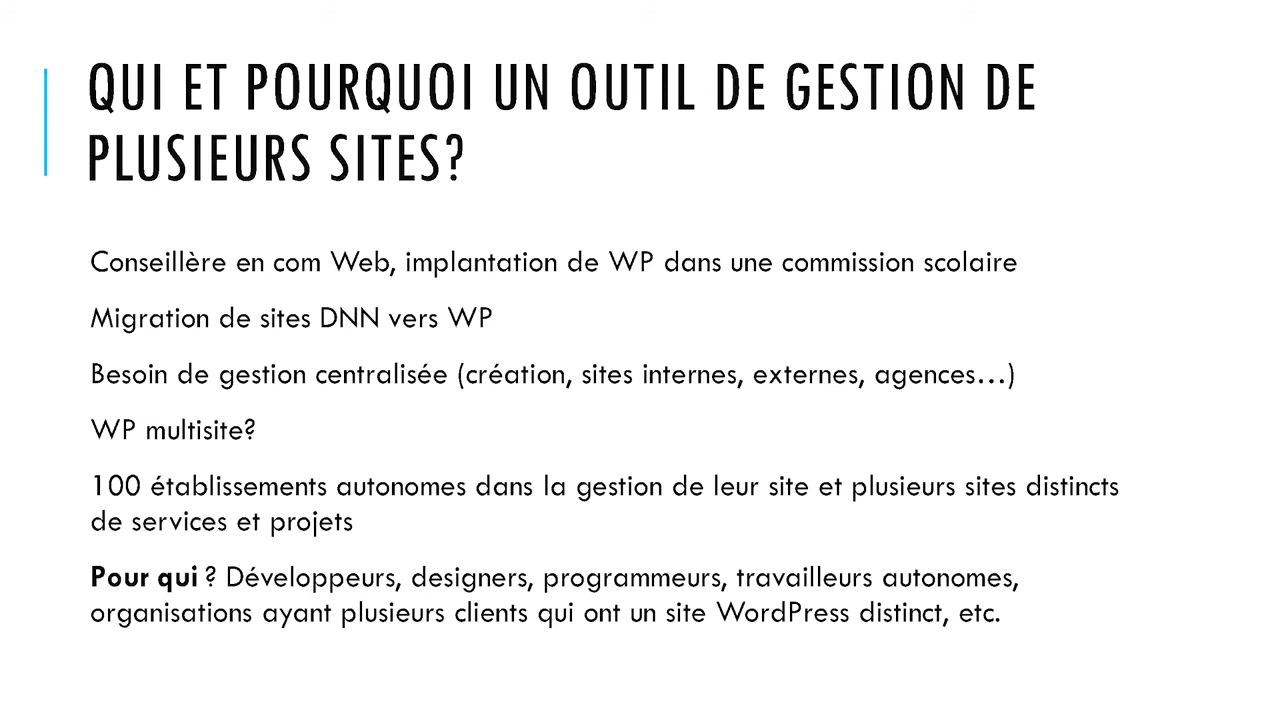 QUI ET POURQUOI UN OUTIL DE GESTION DE
PLUSIEURS SITES?
Conseillère en com Web, implantation de WP dans une commission scolaire
Migration de sites DNN vers WP
Besoin de gestion centralisée (création, sites internes, externes, agences…)
WP multisite?
100 établissements autonomes dans la gestion de leur site et plusieurs sites distincts
de services et projets
Pour qui ? Développeurs, designers, programmeurs, travailleurs autonomes,
organisations ayant plusieurs clients qui ont un site WordPress distinct, etc.